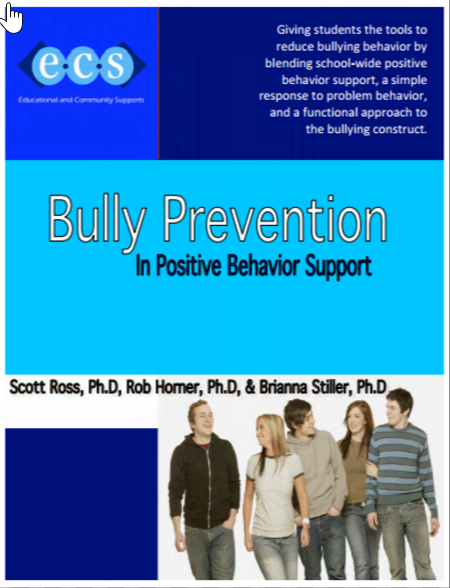 Giving students the tools to
reduce bullying behavior by
blending school-wide positive
behavior support, a simple
response to problem behavior,
and a functional approach to
the bullying construct.
e·c·s
Educational and Community Supports
Bully Prevention
In Positive Behavior Support
Scott Ross, Ph.D, Rob Horner, Ph.D, & Brianna Stiller, Ph.D